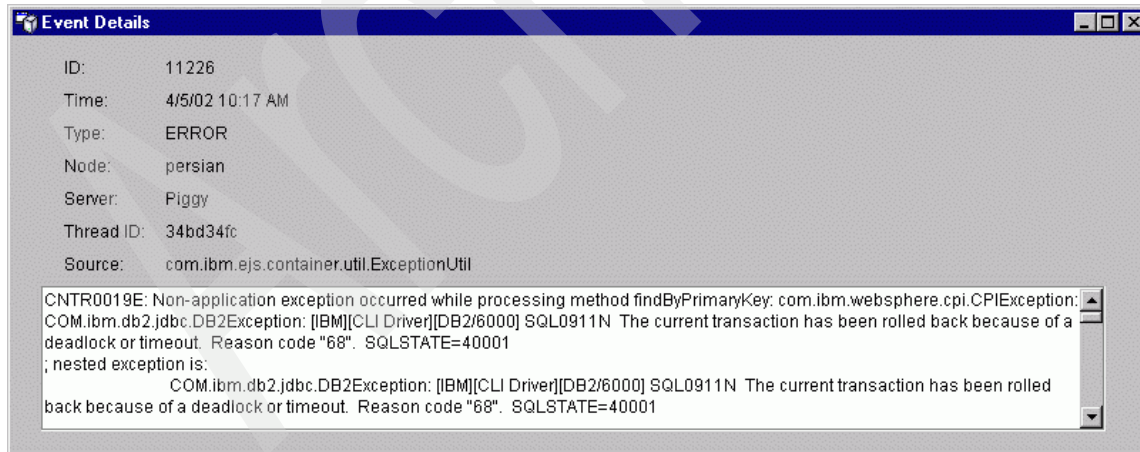 Event Details
ID: 11226
Time: 4/5/02 10:17 AM
Type: ERROR
Node: persian
Server: Piggy
Thread ID: 34bd34fc
Source: com.ibm.ejs.container.util.ExceptionUtil
CNTR0019E: Non-application exception occurred while processing method findByPrimaryKey: com.ibm.websphere.cpi.CPIException:
COM.ibm.db2.jdbc.DB2Exception: [IBM][CLI Driver][DB2/6000] SQL0911N  The current transaction has been rolled back because of a
deadlock or timeout.  Reason code "68".  SQLSTATE=40001
; nested exception is:
COM.ibm.db2.jdbc.DB2Exception: [IBM][CLI Driver][DB2/6000] SQL0911N  The current transaction has been rolled
back because of a deadlock or timeout.  Reason code "68".  SQLSTATE=40001